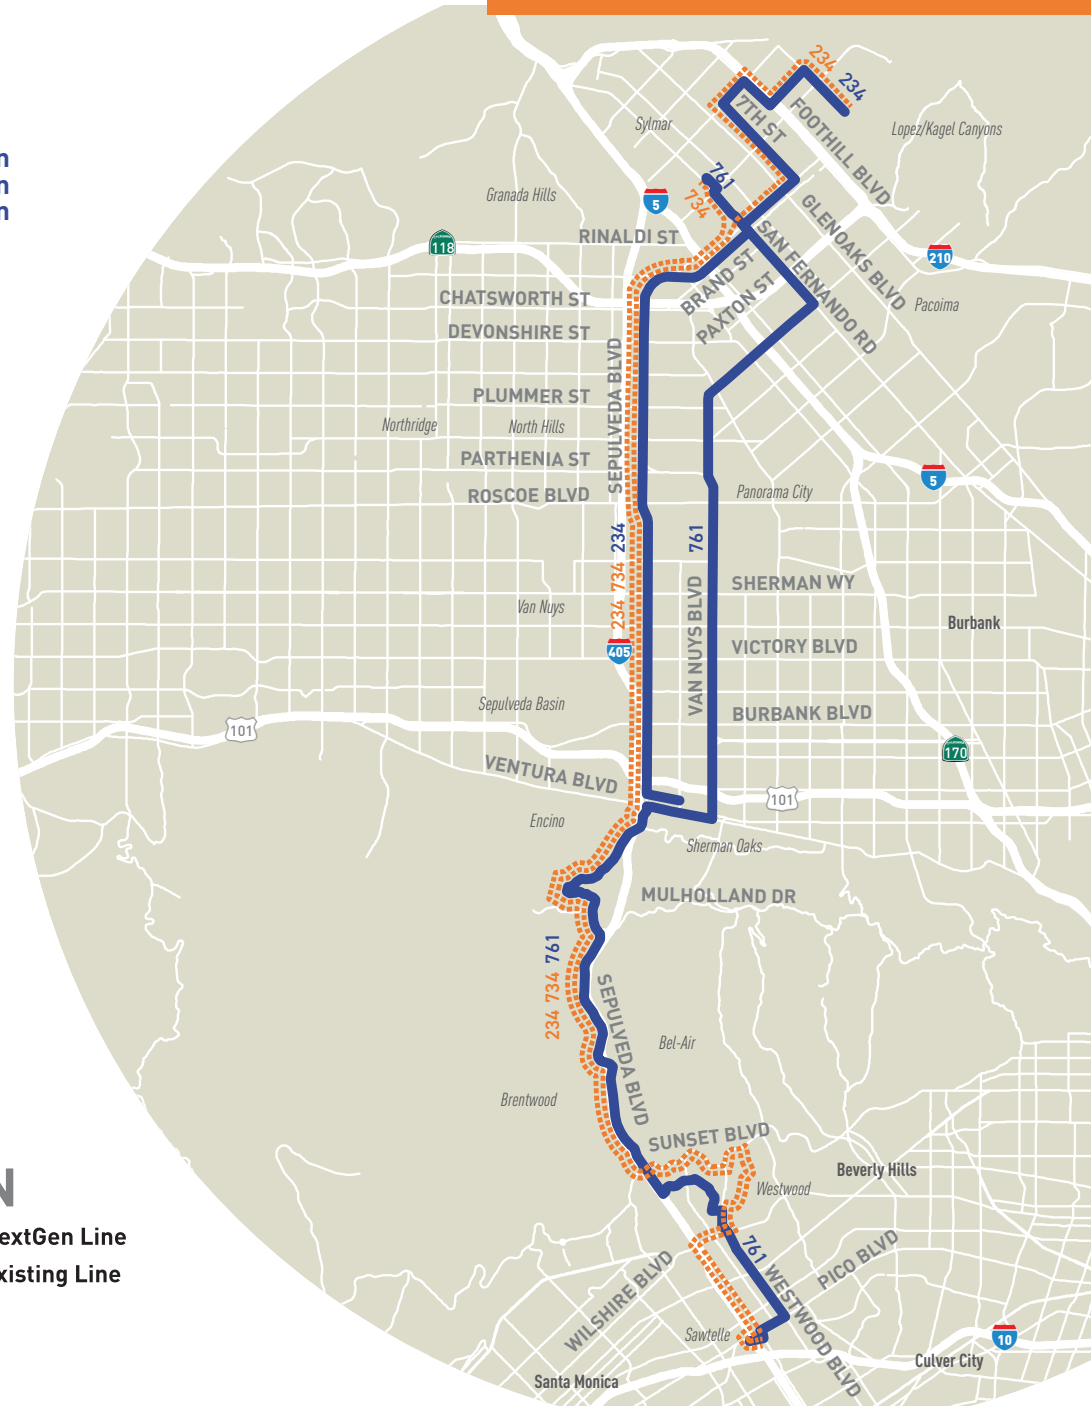 234
234
7TH ST
FOOTHILL BLVD
Lopez/Kagel Canyons
Sylmar
n
n
n
761
734
Granada Hills
5
GLENOAKS BLVD
RINALDI ST
SAN FERNANDO RD
118
210
BRAND ST
PAXTON ST
CHATSWORTH ST
Pacoima
DEVONSHIRE ST
SEPULVEDA BLVD
PLUMMER ST
Northridge
North Hills
PARTHENIA ST
ROSCOE BLVD
Panorama City
5
234 734 234
761
SHERMAN WY
VAN NUYS BLVD
Van Nuys
Burbank
405
VICTORY BLVD
Sepulveda Basin
BURBANK BLVD
101
170
VENTURA BLVD
101
Encino
Sherman Oaks
MULHOLLAND DR
234 734 761
SEPULVEDA BLVD
Bel-Air
Brentwood
SUNSET BLVD
Beverly Hills
Westwood
N
extGen Line
xisting Line
761
PICO BLVD
WESTWOOD BLVD
WILSHIRE BLVD
Sawtelle
10
Culver City
Santa Monica